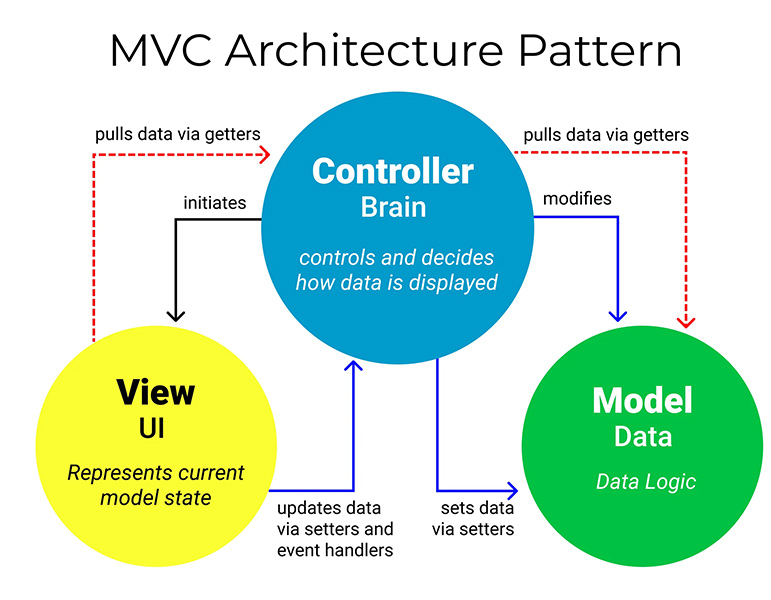 MVC Architecture Pattern
pulls data via getters
pulls data via getters
Controller
Brain
controls and decides
how data is displayed
initiates
modifies
View
UI
Represents current
model state
Model
Data
Data Logic
updates data
via setters and
event handlers
sets data
via setters